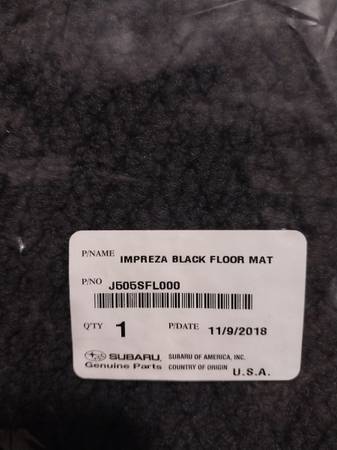 P/NAME IMPREZA BLACK FLOOR MAT
P/NO J505SFL000
Q'TY 1 P/DATE 11/9/2018
SUBARU SUBARU OF AMERICA, INC.
Genuine Parts COUNTRY OF ORIGIN U.S.A.